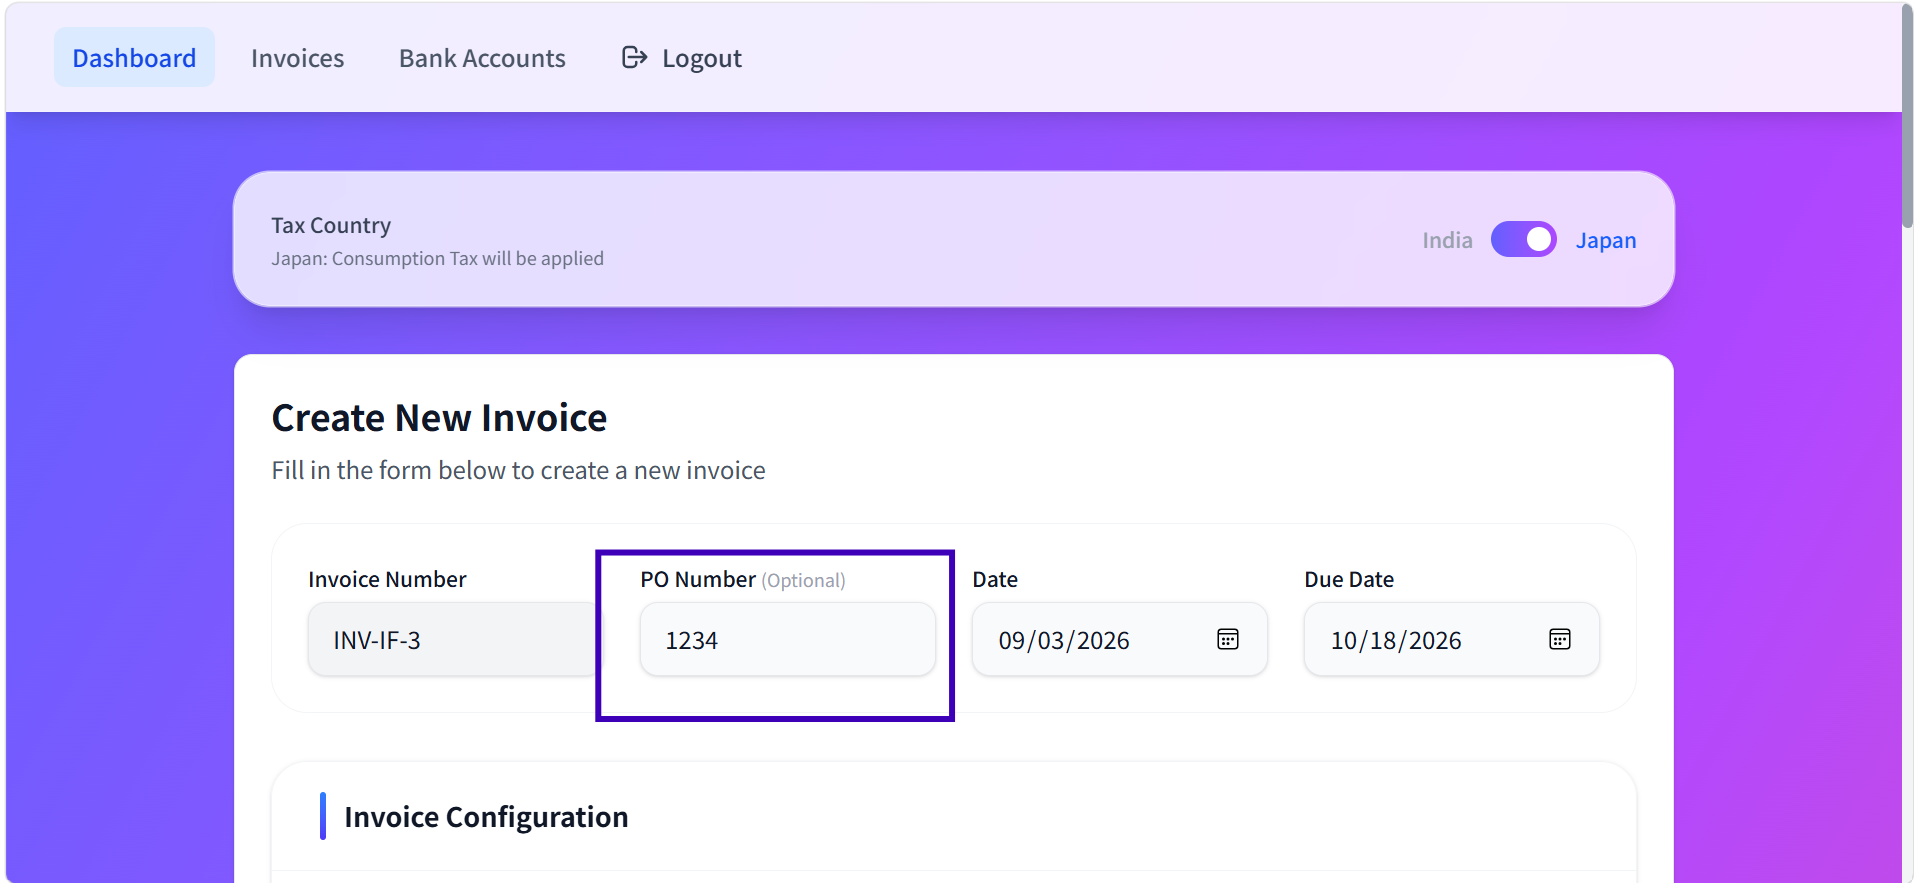 Dashboard Invoices Bank Accounts Logout
Tax Country
Japan: Consumption Tax will be applied
India Japan
Create New Invoice
Fill in the form below to create a new invoice
Invoice Number PO Number (Optional) Date Due Date
INV-IF-3 1234 09/03/2026 10/18/2026
Invoice Configuration